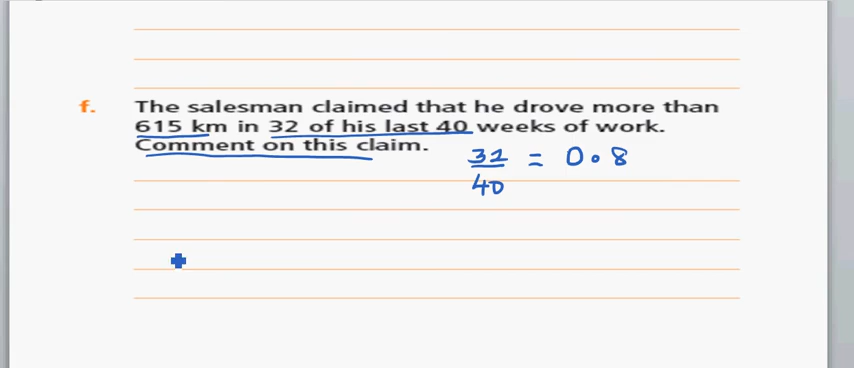 f. The salesman claimed that he drove more than
615 km in 32 of his last 40 weeks of work.
Comment on this claim.
32/40 = 0.8